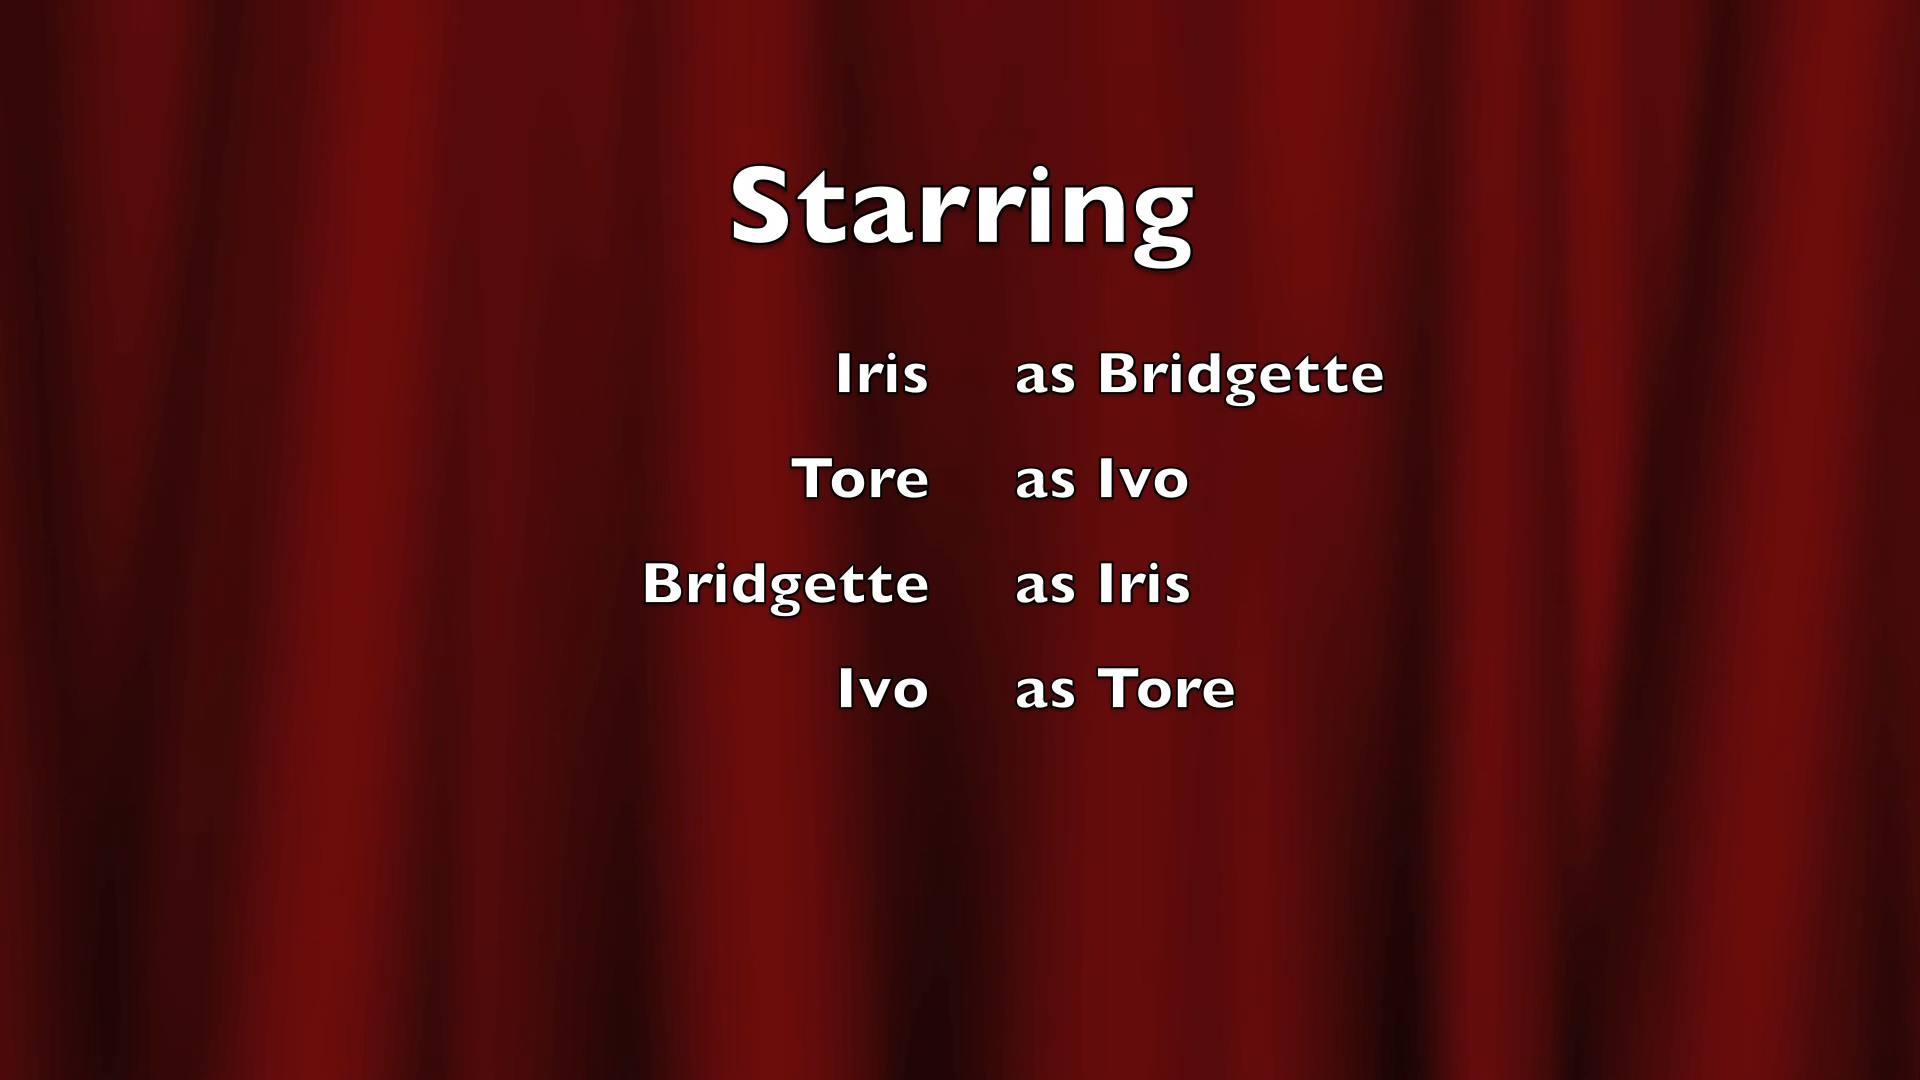 Starring
Iris as Bridgette
Tore as Ivo
Bridgette as Iris
Ivo as Tore